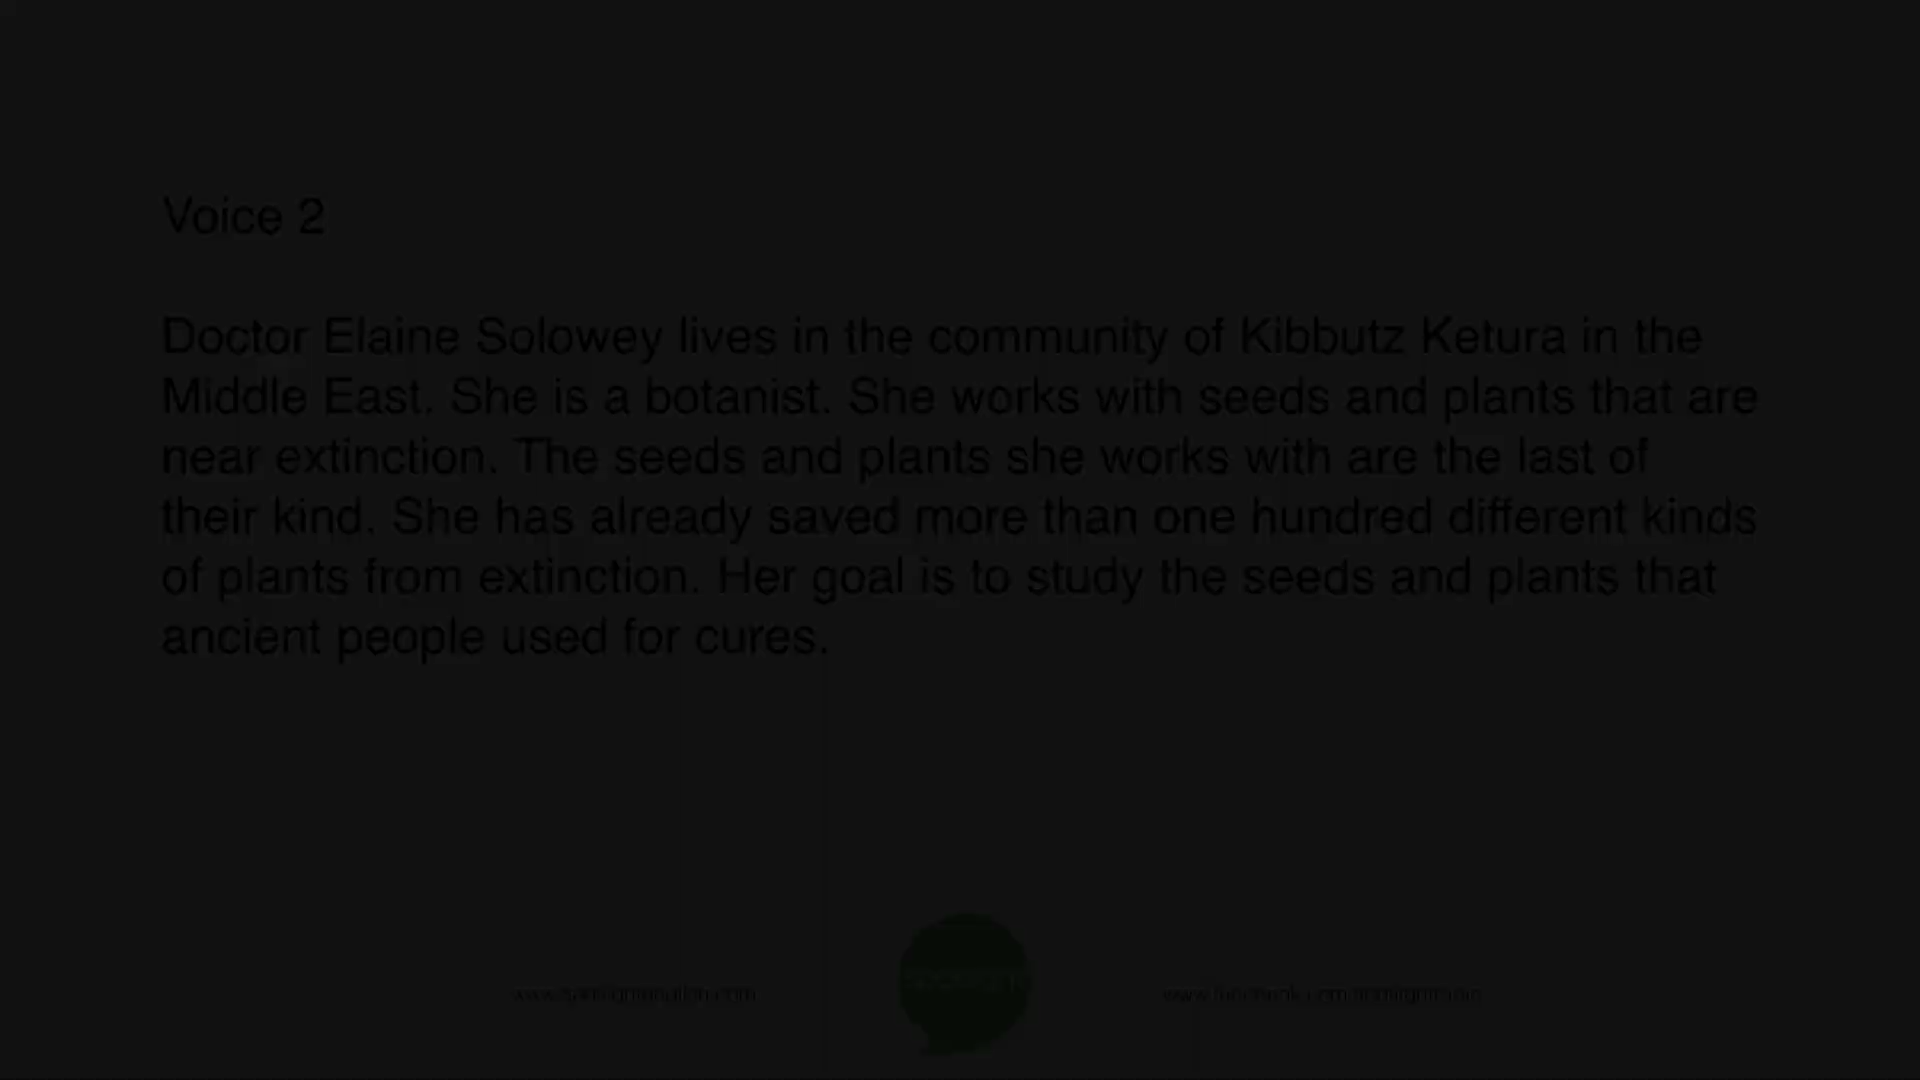 Voice 2
Doctor Elaine Solowey lives in the community of Kibbutz Ketura in the
Middle East. She is a botanist. She works with seeds and plants that are
near extinction. The seeds and plants she works with are the last of
their kind. She has already saved more than one hundred different kinds
of plants from extinction. Her goal is to study the seeds and plants that
ancient people used for cures.